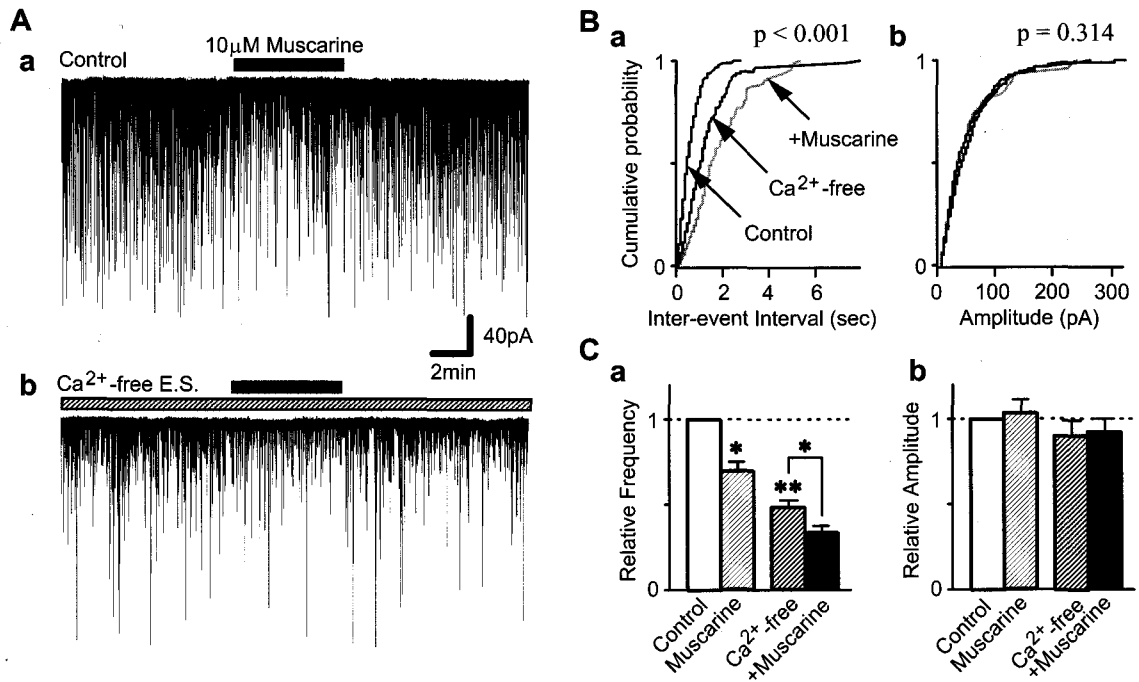 A
a
Control
10μM Muscarine
40pA
2min
b
Ca2+-free E.S.
B
a
p < 0.001
Cumulative probability
1
0
+Muscarine
Ca2+-free
Control
0 2 4 6
Inter-event Interval (sec)
b
p = 0.314
1
0
0 100 200 300
Amplitude (pA)
C
a
Relative Frequency
1
0
*
**
*
Control
Muscarine
Ca2+-free
+Muscarine
b
Relative Amplitude
1
0
Control
Muscarine
Ca2+-free
+Muscarine